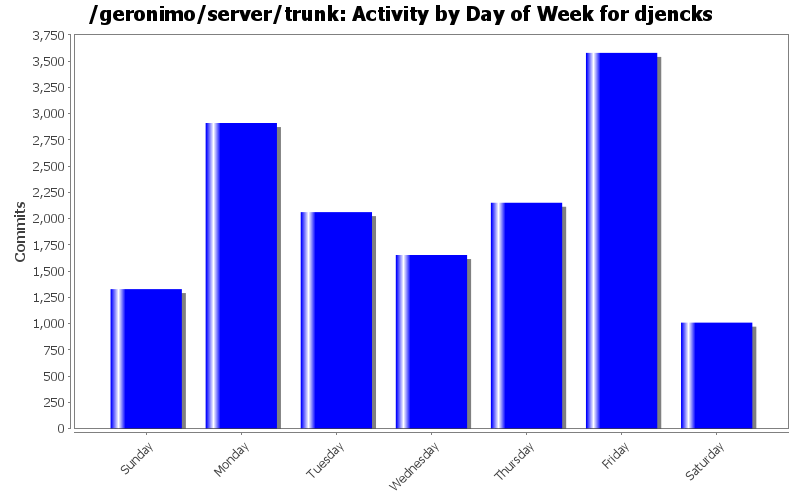 /geronimo/server/trunk: Activity by Day of Week for djencks
3,750
3,500
3,250
3,000
2,750
2,500
2,250
2,000
1,750
1,500
1,250
1,000
750
500
250
0
Commits
Sunday
Monday
Tuesday
Wednesday
Thursday
Friday
Saturday